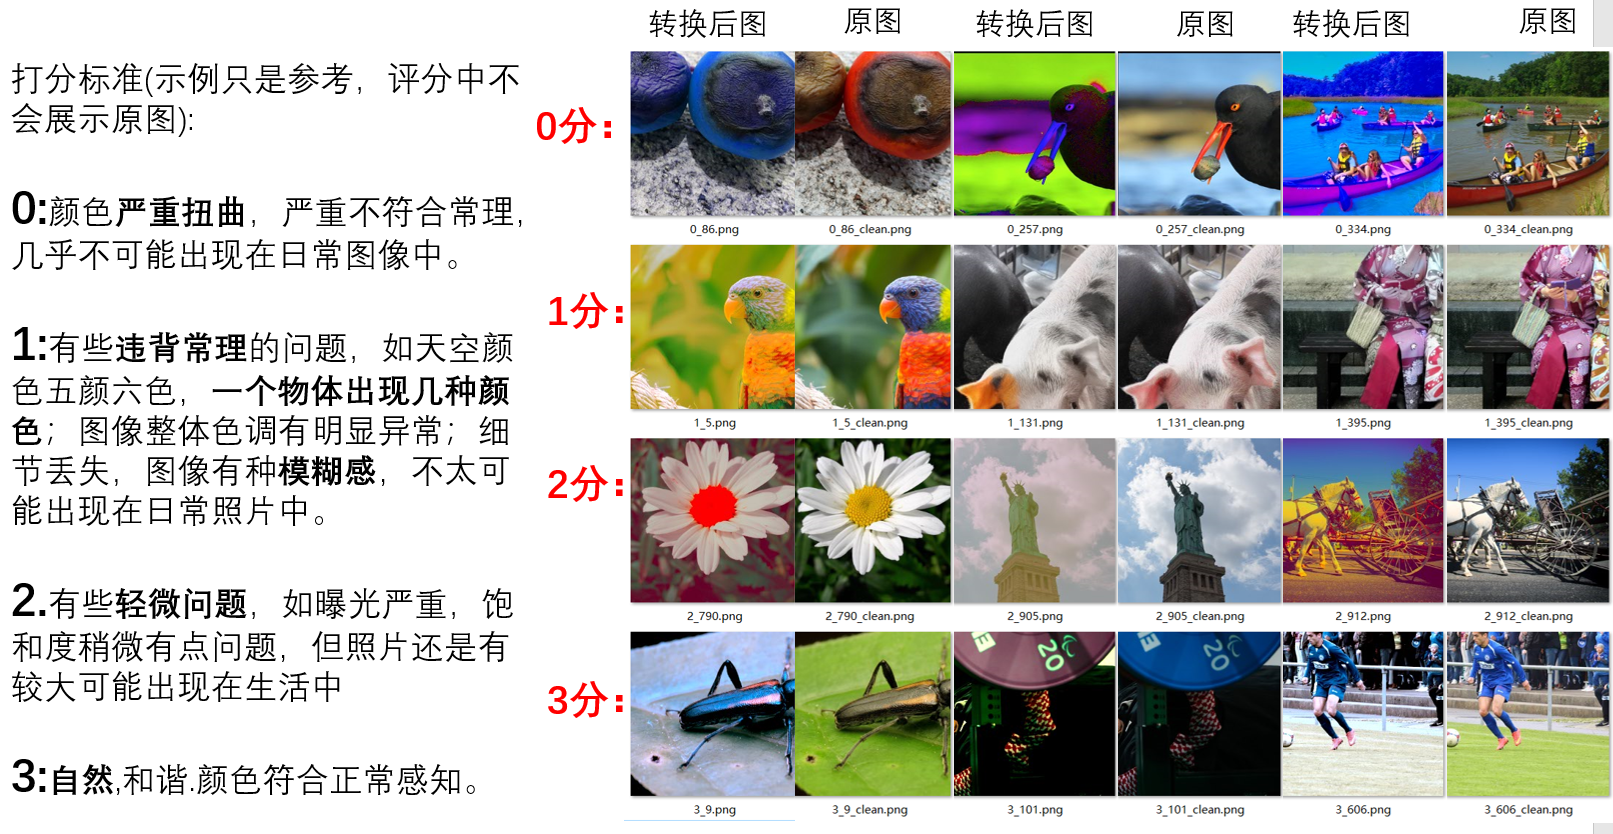 转换后图 原图 转换后图 原图 转换后图 原图
打分标准(示例只是参考，评分中不
会展示原图):
0:颜色严重扭曲，严重不符合常理,
几乎不可能出现在日常图像中。
1:有些违背常理的问题，如天空颜
色五颜六色，一个物体出现几种颜
色；图像整体色调有明显异常；细
节丢失，图像有种模糊感，不太可
能出现在日常照片中。
2.有些轻微问题，如曝光严重，饱
和度稍微有点问题，但照片还是有
较大可能出现在生活中
3:自然,和谐.颜色符合正常感知。
0分：
0_86.png 0_86_clean.png 0_257.png 0_257_clean.png 0_334.png 0_334_clean.png
1分：
1_5.png 1_5_clean.png 1_131.png 1_131_clean.png 1_395.png 1_395_clean.png
2分：
2_790.png 2_790_clean.png 2_905.png 2_905_clean.png 2_912.png 2_912_clean.png
3分：
20 20
3_9.png 3_9_clean.png 3_101.png 3_101_clean.png 3_606.png 3_606_clean.png